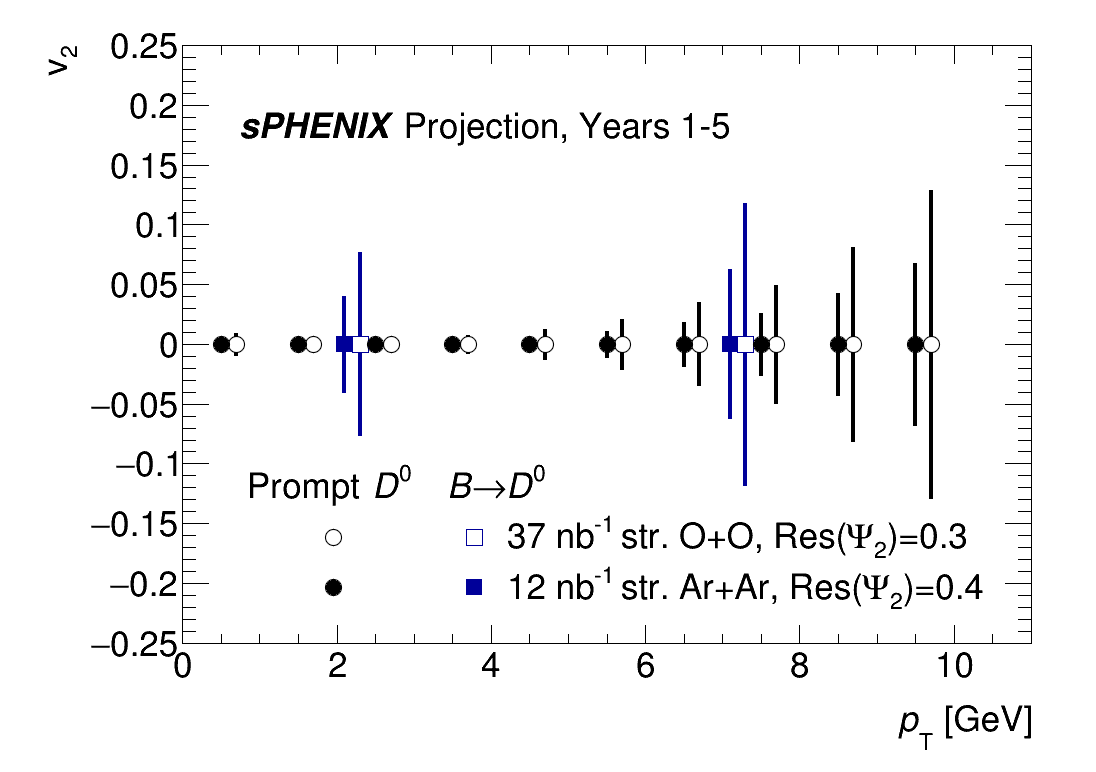 v₂
0.25
0.2
sPHENIX Projection, Years 1-5
0.15
0.1
0.05
0
−0.05
−0.1
Prompt D⁰ B→D⁰
−0.15
37 nb⁻¹ str. O+O, Res(Ψ₂)=0.3
−0.2
12 nb⁻¹ str. Ar+Ar, Res(Ψ₂)=0.4
−0.25
0 2 4 6 8 10
p_T [GeV]